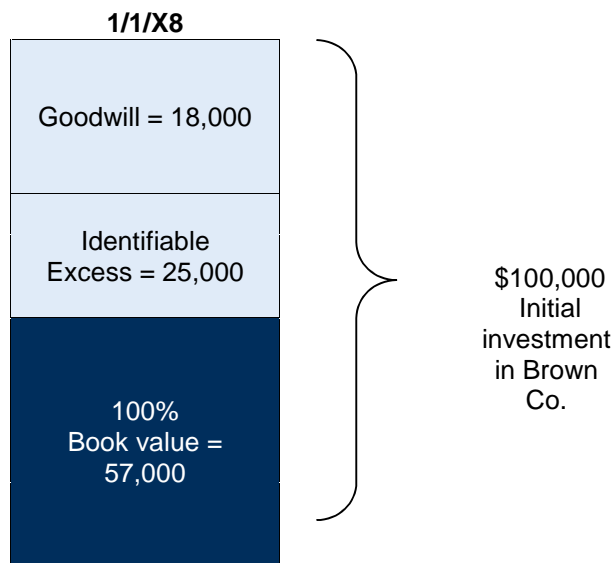 1/1/X8
Goodwill = 18,000
Identifiable
Excess = 25,000
100%
Book value =
57,000
$100,000
Initial
investment
in Brown
Co.